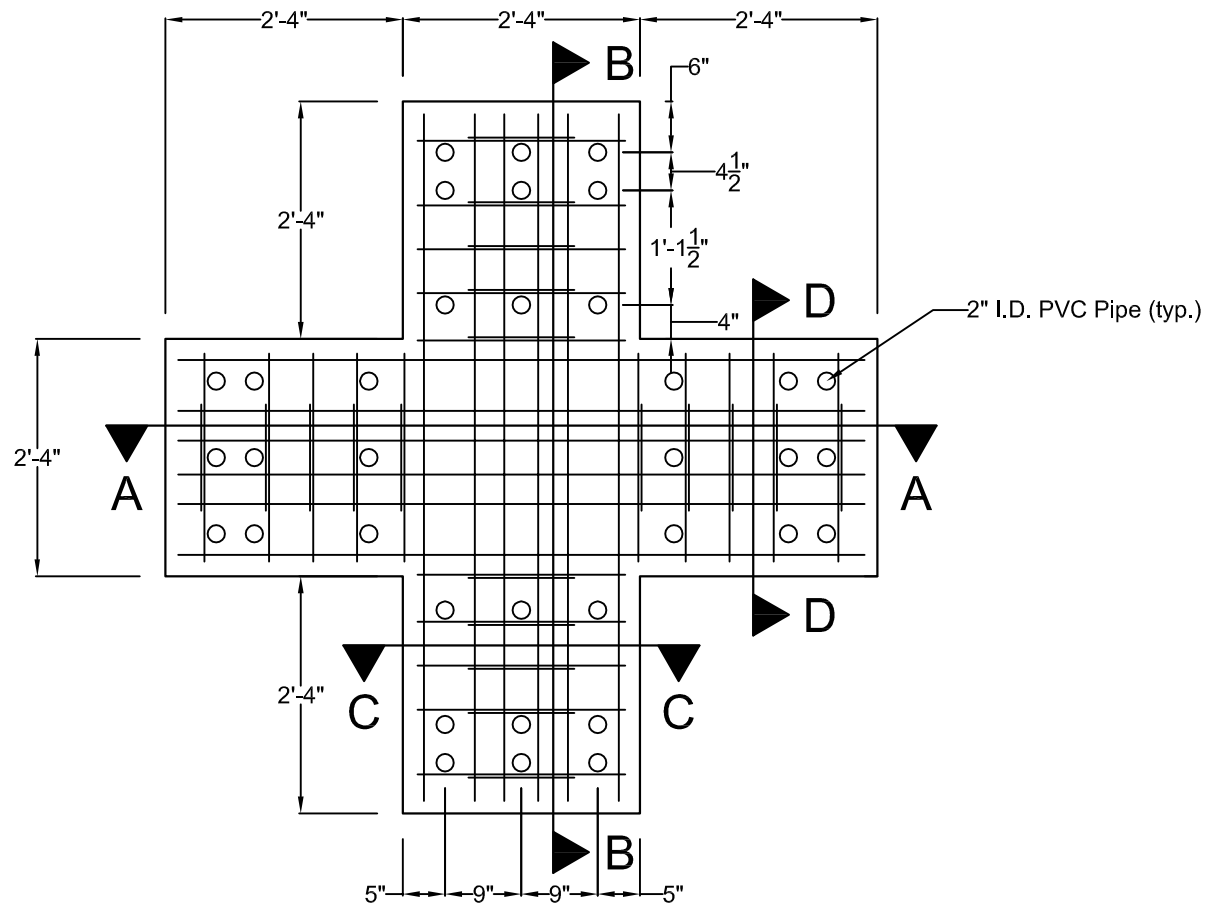 2'-4" 2'-4" 2'-4"
B
6"
4 1/2"
2'-4"
1'-1 1/2"
D
2" I.D. PVC Pipe (typ.)
4"
2'-4"
A A
D
2'-4"
C C
B
5" 9" 9" 5"